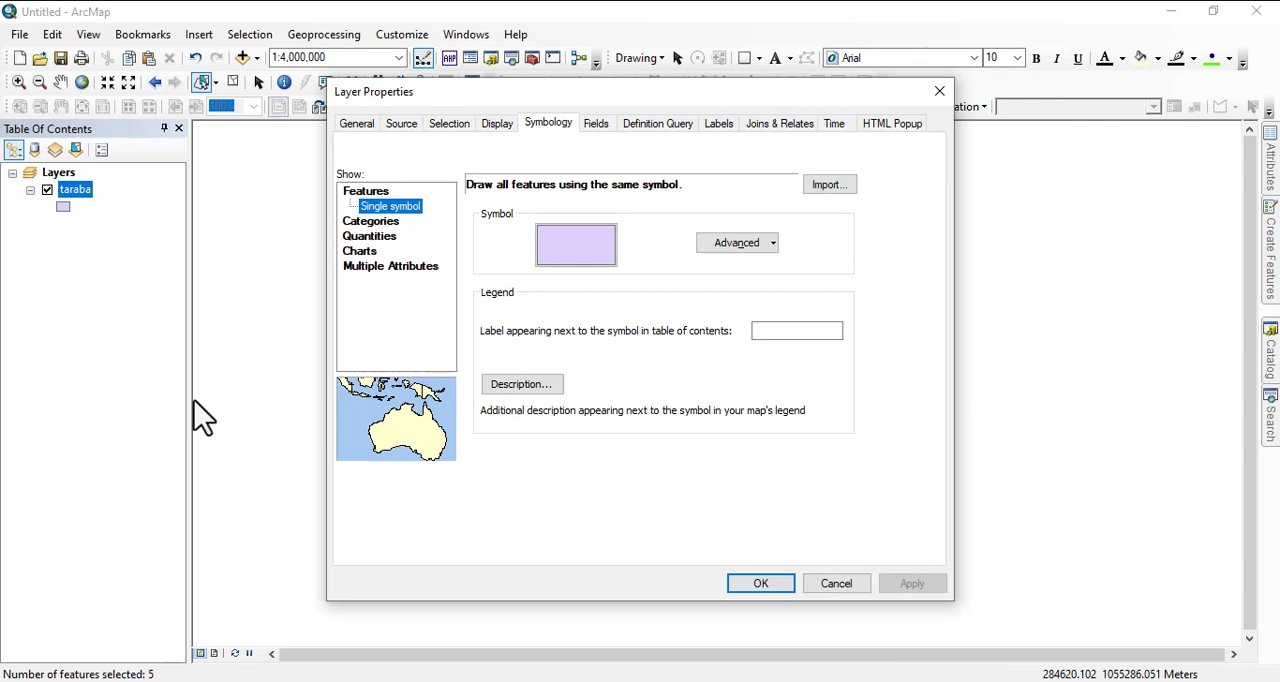 Untitled - ArcMap
File Edit View Bookmarks Insert Selection Geoprocessing Customize Windows Help
1:4,000,000 Drawing Arial 10 B I U A
Layer Properties
Table Of Contents
General Source Selection Display Symbology Fields Definition Query Labels Joins & Relates Time HTML Popup
Layers
taraba
Show:
Features
Single symbol
Categories
Quantities
Charts
Multiple Attributes
Draw all features using the same symbol.
Import...
Symbol
Advanced
Legend
Label appearing next to the symbol in table of contents:
Description...
Additional description appearing next to the symbol in your map's legend
OK Cancel Apply
Attributes
Create Features
Catalog
Search
Number of features selected: 5
284620.102 1055286.051 Meters